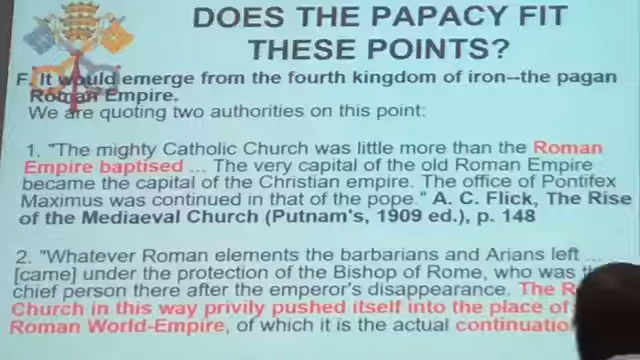 DOES THE PAPACY FIT
THESE POINTS?
F. It would emerge from the fourth kingdom of iron--the pagan
Roman Empire.
We are quoting two authorities on this point:
1. "The mighty Catholic Church was little more than the Roman
Empire baptised ... The very capital of the old Roman Empire
became the capital of the Christian empire. The office of Pontifex
Maximus was continued in that of the pope." A. C. Flick, The Rise
of the Mediaeval Church (Putnam's, 1909 ed.), p. 148
2. "Whatever Roman elements the barbarians and Arians left ...
[came] under the protection of the Bishop of Rome, who was
chief person there after the emperor's disappearance. The
Church in this way privily pushed itself into the place of
Roman World-Empire, of which it is the actual